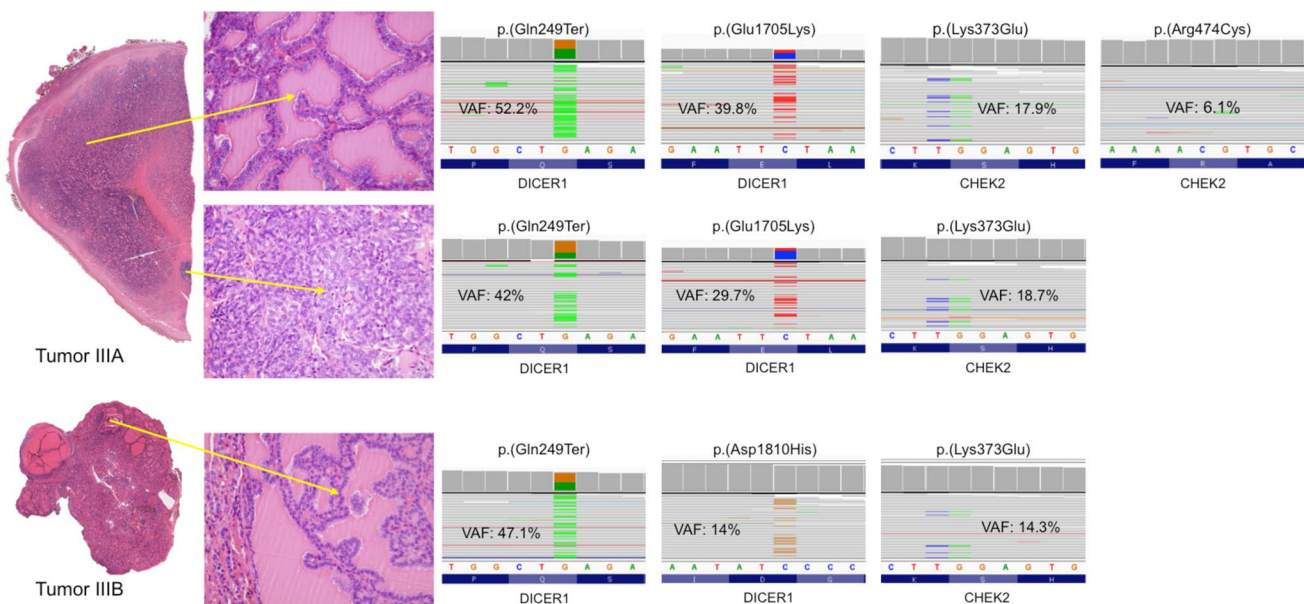 p.(Gln249Ter) p.(Glu1705Lys) p.(Lys373Glu) p.(Arg474Cys)
VAF: 52.2% VAF: 39.8% VAF: 17.9% VAF: 6.1%
T G G C T G A G A G A A T T C T A A C T T G G A G T G A A A A C G T G C
P Q S F E L K S H F R A
DICER1 DICER1 CHEK2 CHEK2
p.(Gln249Ter) p.(Glu1705Lys) p.(Lys373Glu)
VAF: 42% VAF: 29.7% VAF: 18.7%
T G G C T G A G A G A A T T C T A A C T T G G A G T G
P Q S F E L K S H
Tumor IIIA
DICER1 DICER1 CHEK2
p.(Gln249Ter) p.(Asp1810His) p.(Lys373Glu)
VAF: 47.1% VAF: 14% VAF: 14.3%
T G G C T G A G A A A T A T C C C C C T T G G A G T G
P Q S I D G K S H
Tumor IIIB
DICER1 DICER1 CHEK2